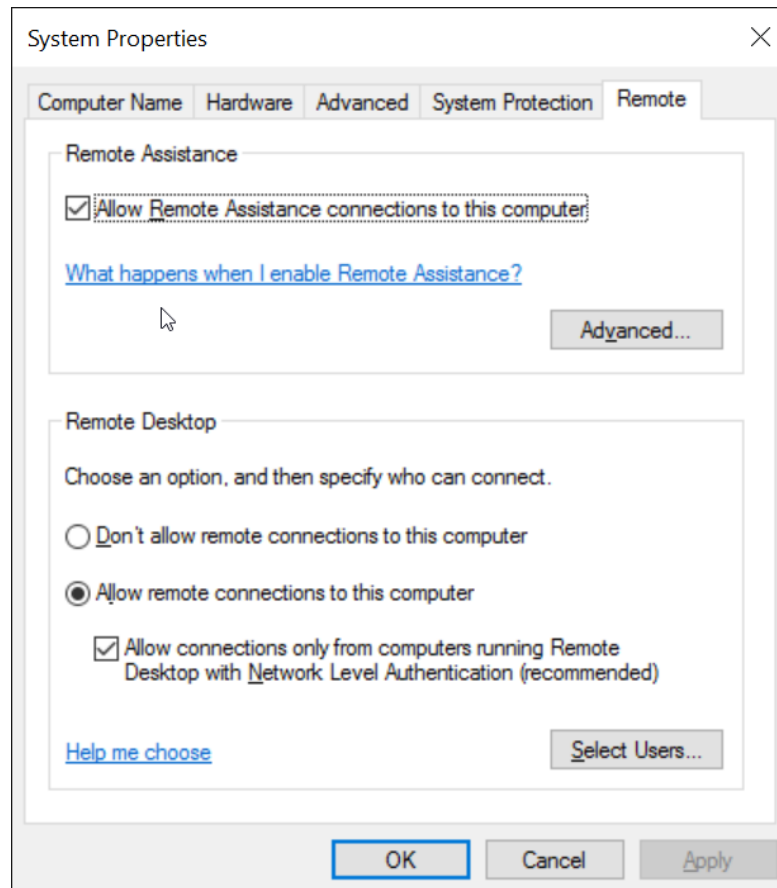 System Properties
Computer Name
Hardware
Advanced
System Protection
Remote
Remote Assistance
Allow Remote Assistance connections to this computer
What happens when I enable Remote Assistance?
Advanced...
Remote Desktop
Choose an option, and then specify who can connect.
Don't allow remote connections to this computer
Allow remote connections to this computer
Allow connections only from computers running Remote
Desktop with Network Level Authentication (recommended)
Help me choose
Select Users...
OK
Cancel
Apply